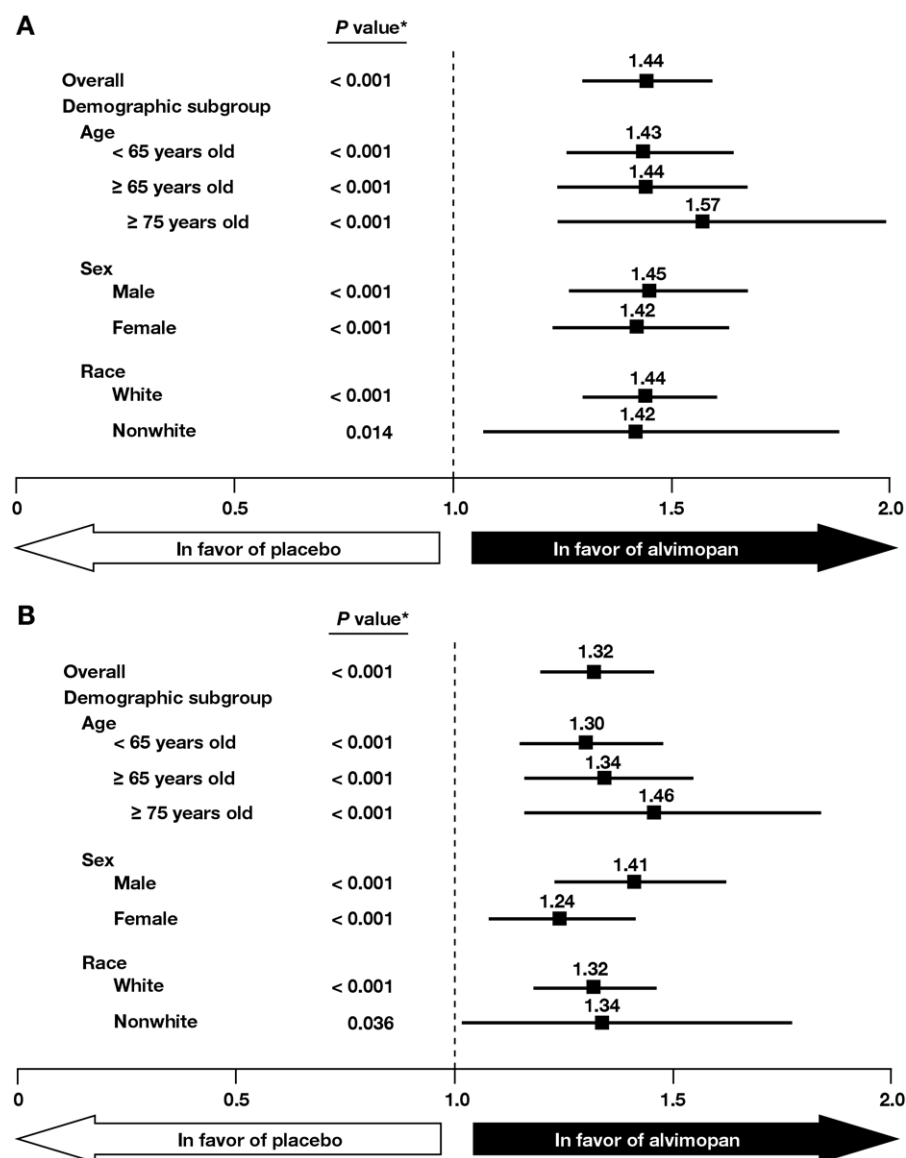 A
P value*
Overall < 0.001 1.44
Demographic subgroup
Age
< 65 years old < 0.001 1.43
≥ 65 years old < 0.001 1.44
≥ 75 years old < 0.001 1.57
Sex
Male < 0.001 1.45
Female < 0.001 1.42
Race
White < 0.001 1.44
Nonwhite 0.014 1.42
0 0.5 1.0 1.5 2.0
In favor of placebo In favor of alvimopan
B
P value*
Overall < 0.001 1.32
Demographic subgroup
Age
< 65 years old < 0.001 1.30
≥ 65 years old < 0.001 1.34
≥ 75 years old < 0.001 1.46
Sex
Male < 0.001 1.41
Female < 0.001 1.24
Race
White < 0.001 1.32
Nonwhite 0.036 1.34
0 0.5 1.0 1.5 2.0
In favor of placebo In favor of alvimopan